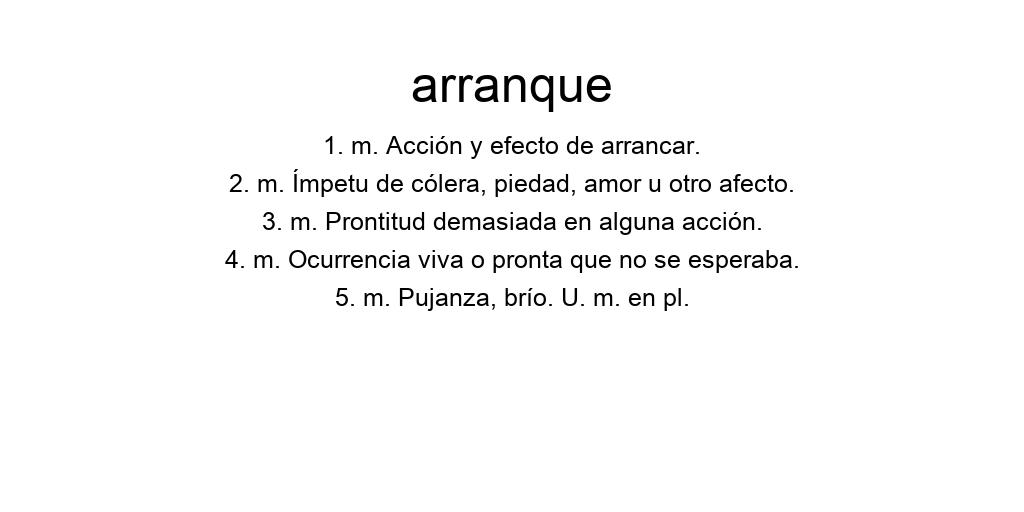 arranque
1. m. Acción y efecto de arrancar.
2. m. Ímpetu de cólera, piedad, amor u otro afecto.
3. m. Prontitud demasiada en alguna acción.
4. m. Ocurrencia viva o pronta que no se esperaba.
5. m. Pujanza, brío. U. m. en pl.